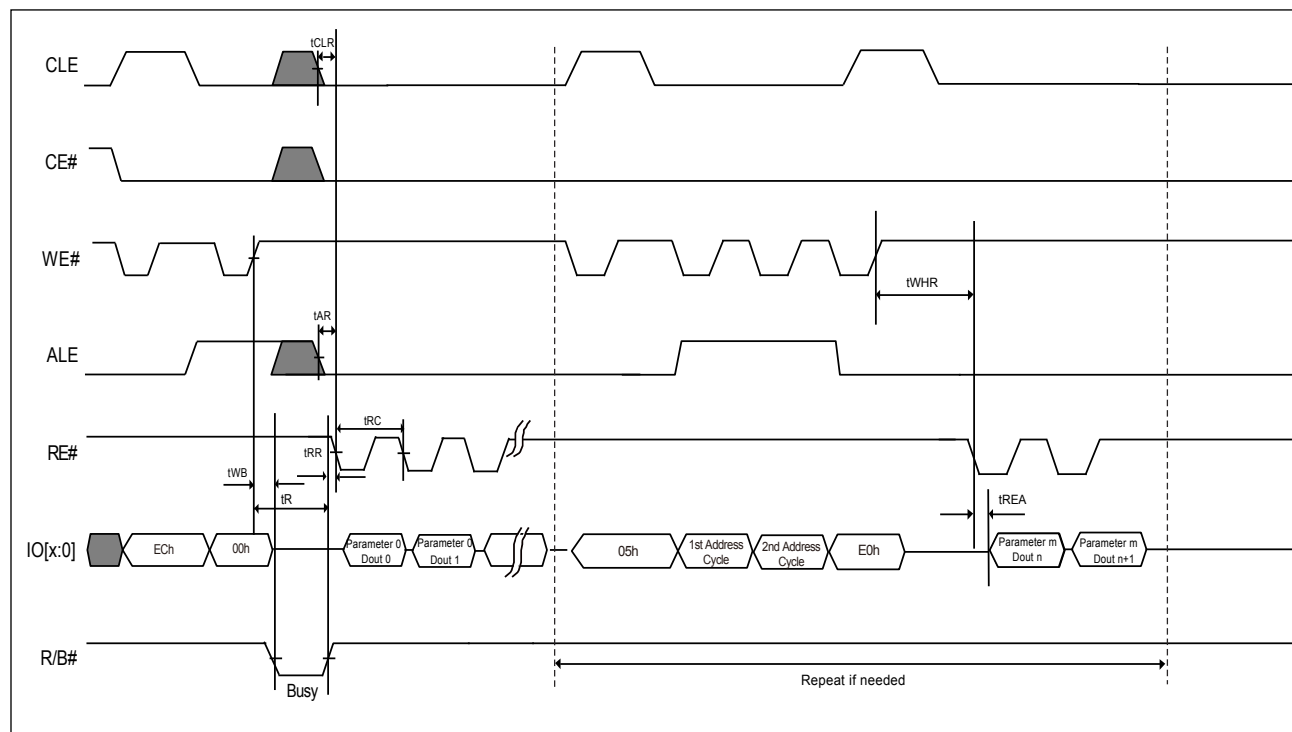 tCLR
CLE
CE#
WE#
tWHR
tAR
ALE
tRC
RE#
tRR
tWB
tR
tREA
IO[x:0]
ECh
00h
Parameter 0
Dout 0
Parameter 0
Dout 1
05h
1st Address
Cycle
2nd Address
Cycle
E0h
Parameter m
Dout n
Parameter m
Dout n+1
R/B#
Busy
Repeat if needed